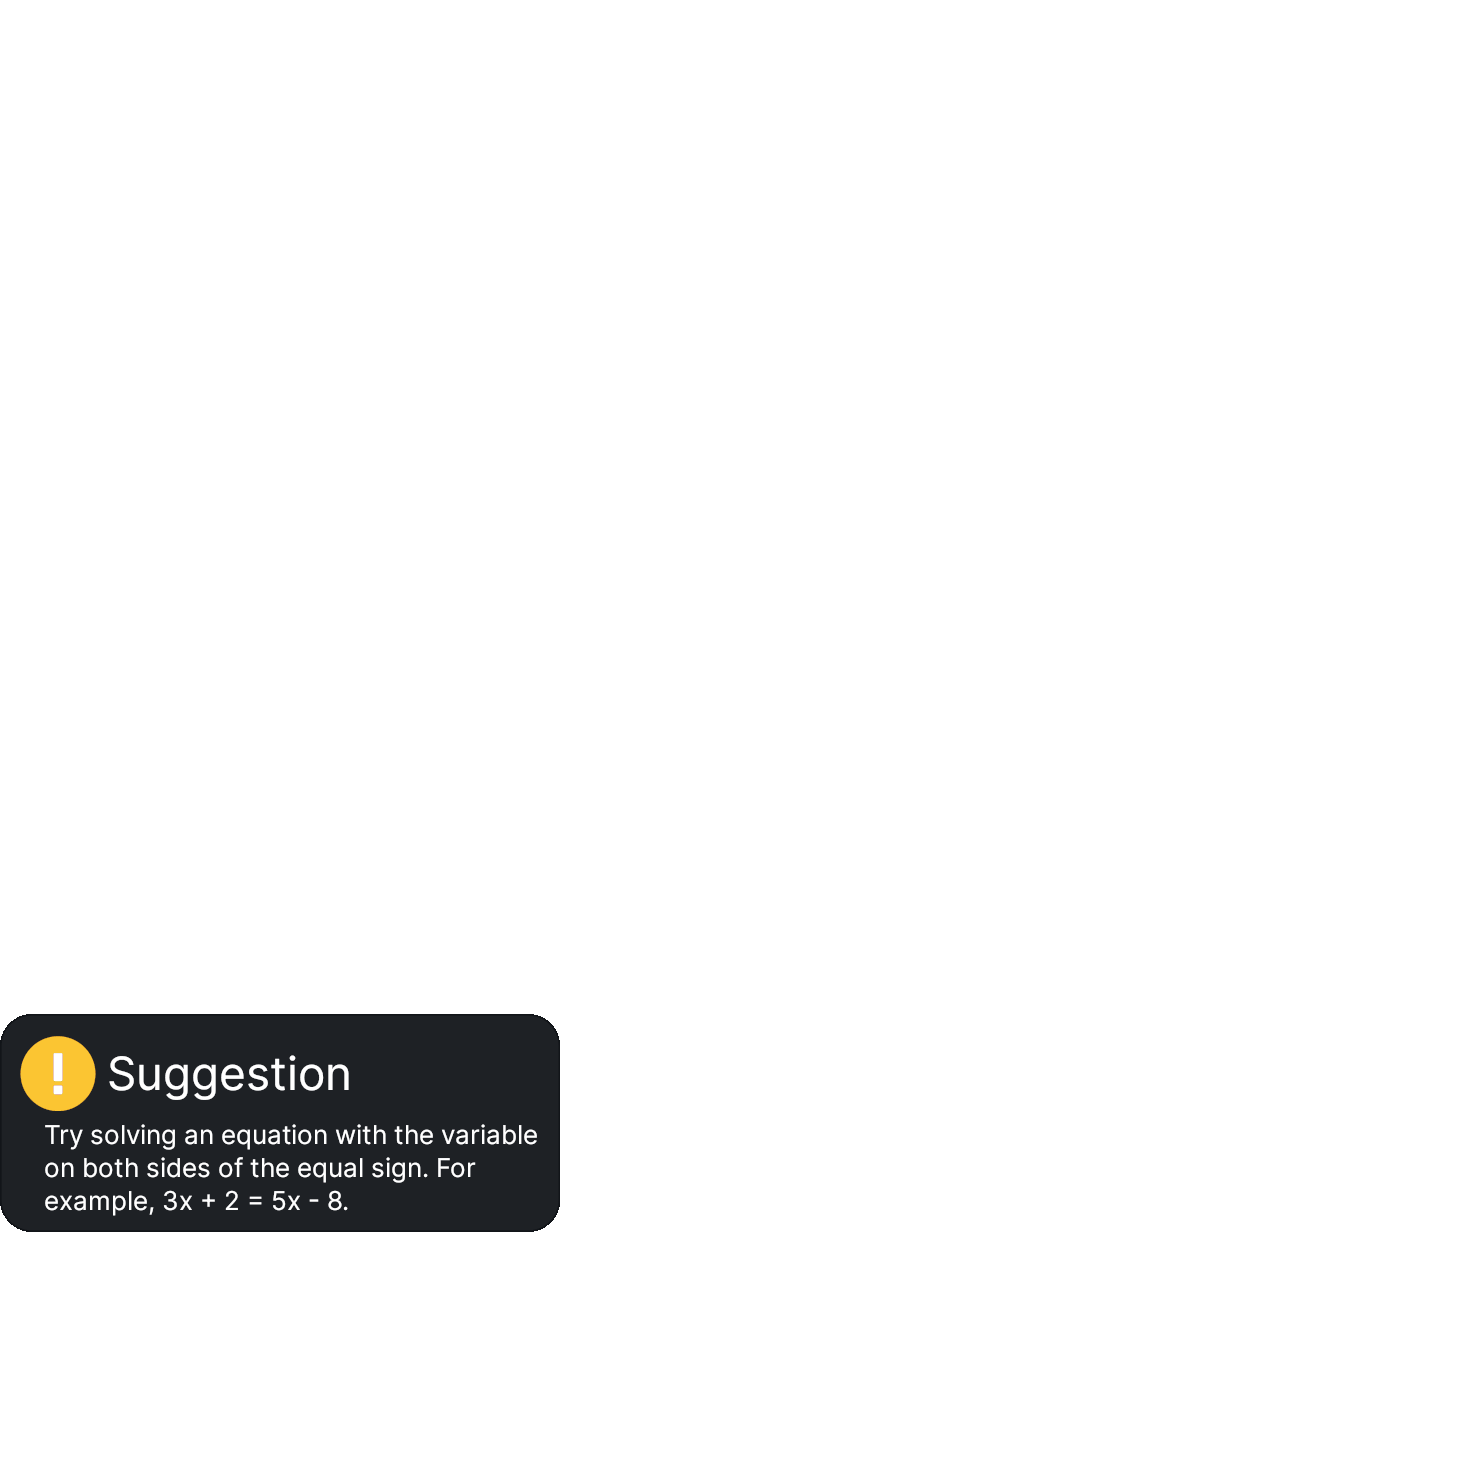 Suggestion
Try solving an equation with the variable
on both sides of the equal sign. For
example, 3x + 2 = 5x - 8.